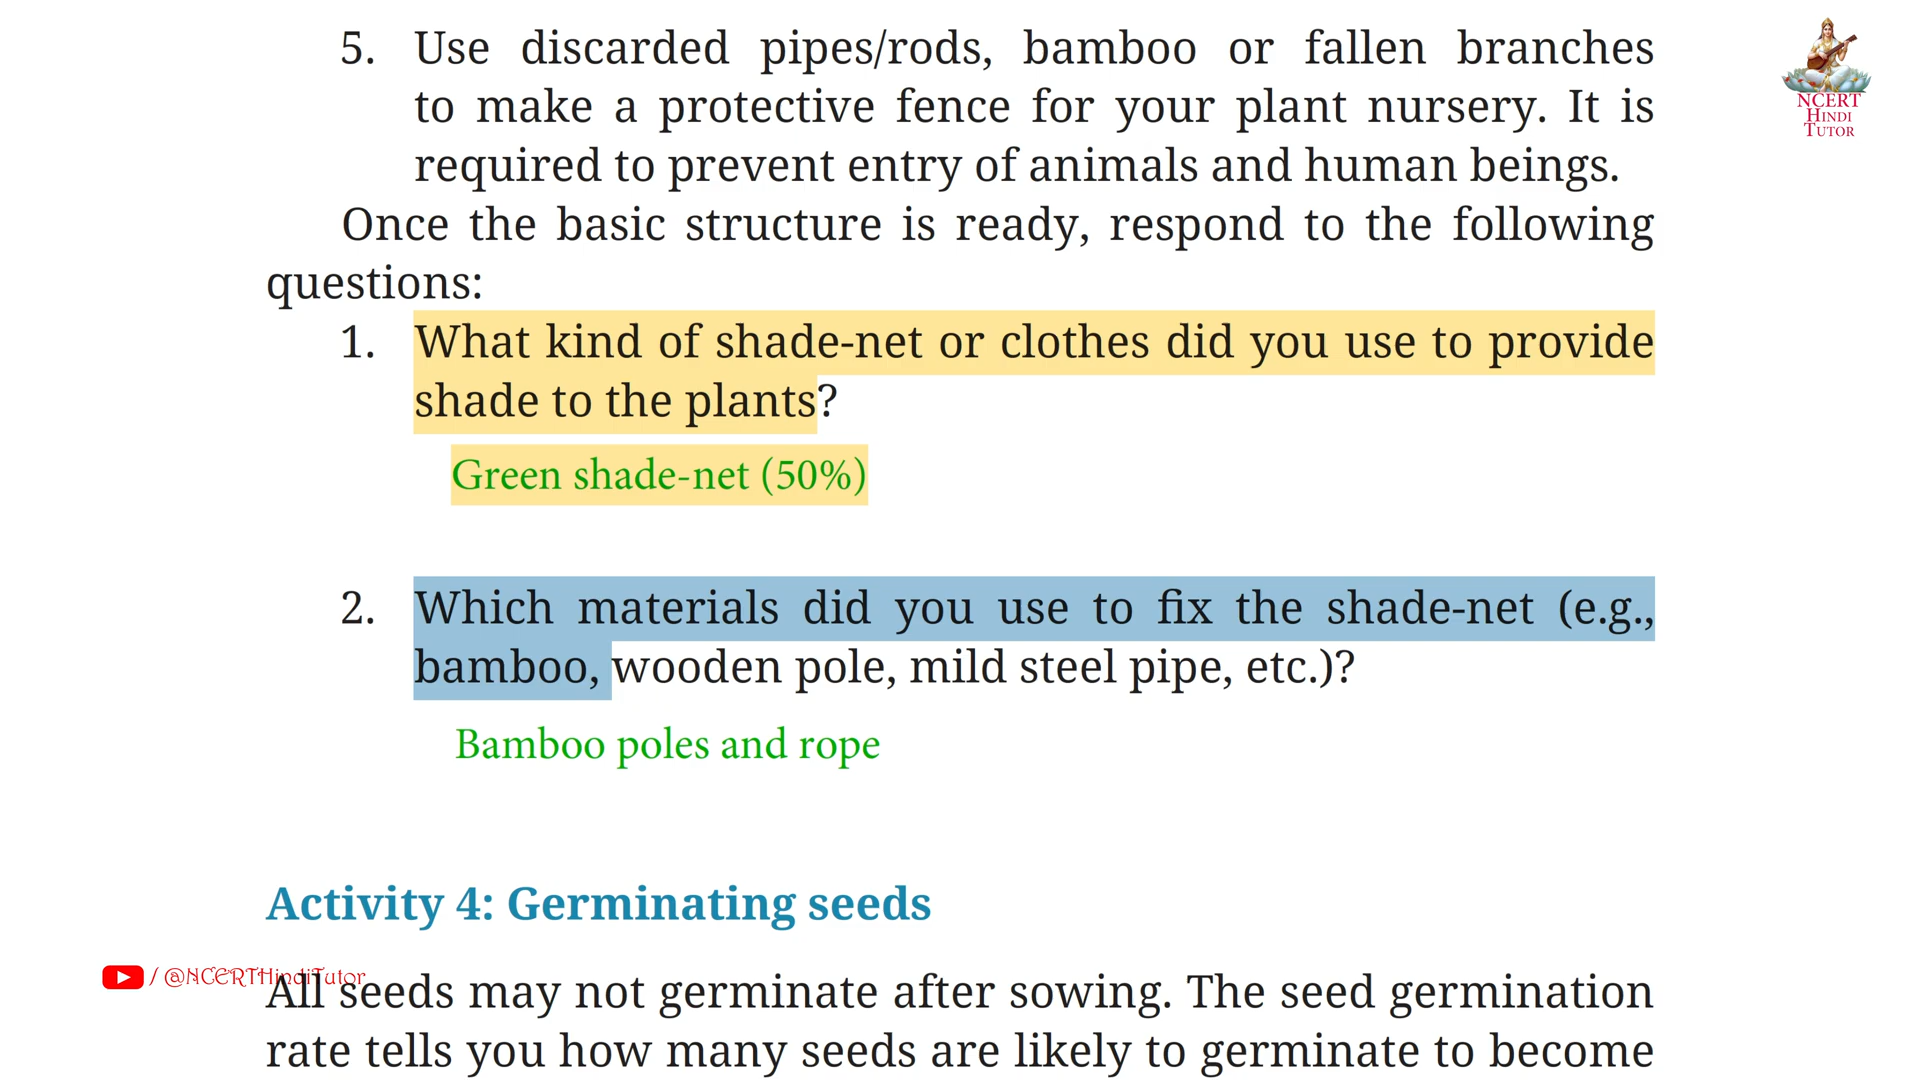 5. Use discarded pipes/rods, bamboo or fallen branches
to make a protective fence for your plant nursery. It is
required to prevent entry of animals and human beings.
Once the basic structure is ready, respond to the following
questions:
1. What kind of shade-net or clothes did you use to provide
shade to the plants?
Green shade-net (50%)
2. Which materials did you use to fix the shade-net (e.g.,
bamboo, wooden pole, mild steel pipe, etc.)?
Bamboo poles and rope
Activity 4: Germinating seeds
All seeds may not germinate after sowing. The seed germination
rate tells you how many seeds are likely to germinate to become
NCERT
HINDI
TUTOR
/ @NCERTHindiTutor